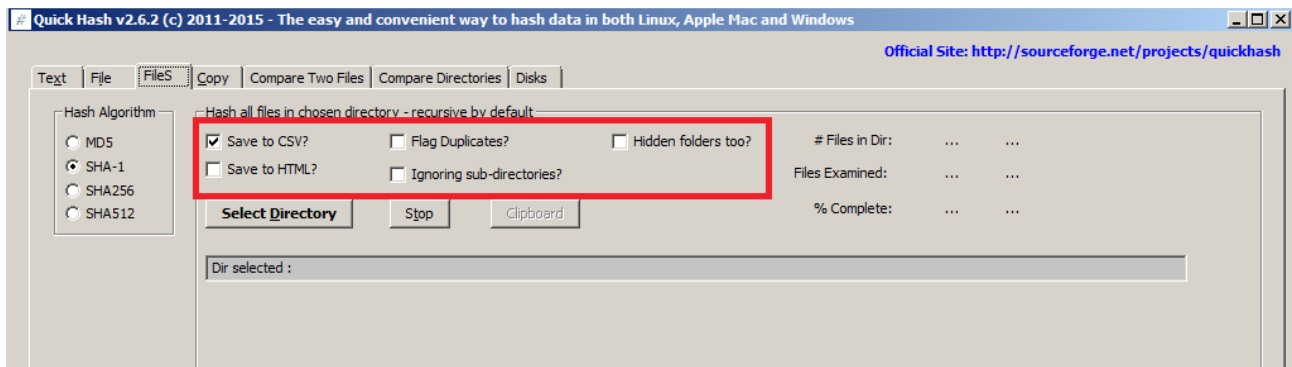 Quick Hash v2.6.2 (c) 2011-2015 - The easy and convenient way to hash data in both Linux, Apple Mac and Windows
Official Site: http://sourceforge.net/projects/quickhash
Text File FileS Copy Compare Two Files Compare Directories Disks
Hash Algorithm
MD5
SHA-1
SHA256
SHA512
Hash all files in chosen directory - recursive by default
Save to CSV? Flag Duplicates? Hidden folders too?
Save to HTML? Ignoring sub-directories?
Select Directory Stop Clipboard
# Files in Dir: ... ...
Files Examined: ... ...
% Complete: ... ...
Dir selected :